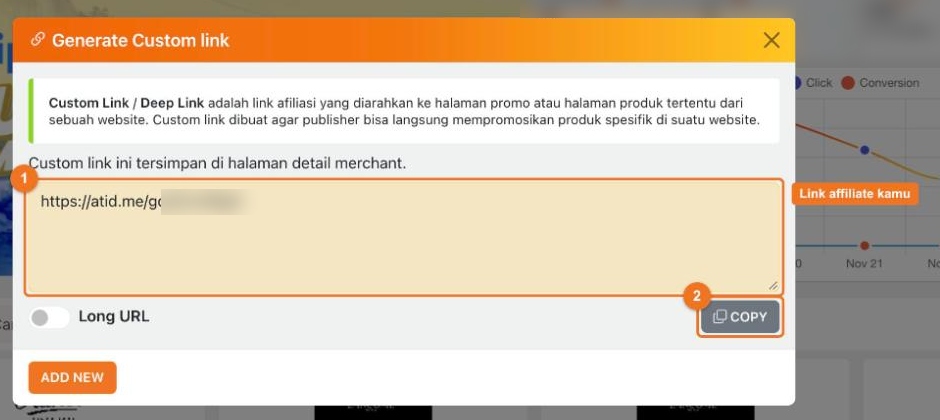 Generate Custom link
Click
Conversion
Custom Link / Deep Link adalah link afiliasi yang diarahkan ke halaman promo atau halaman produk tertentu dari
sebuah website. Custom link dibuat agar publisher bisa langsung mempromosikan produk spesifik di suatu website.
Custom link ini tersimpan di halaman detail merchant.
1
https://atid.me/go
Link affiliate kamu
Nov 21
2
Long URL
COPY
ADD NEW